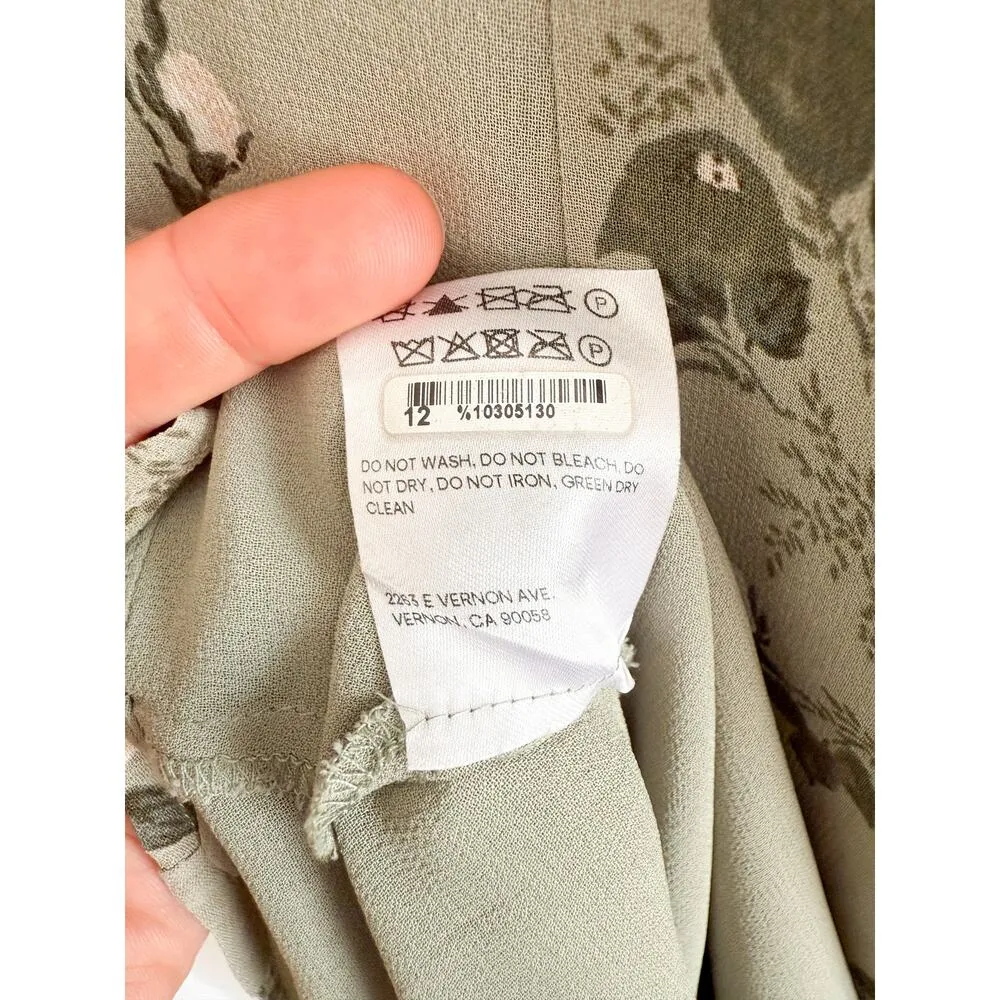 P
P
12 %10305130
DO NOT WASH, DO NOT BLEACH, DO
NOT DRY, DO NOT IRON, GREEN DRY
CLEAN
2263 E VERNON AVE.
VERNON, CA 90058